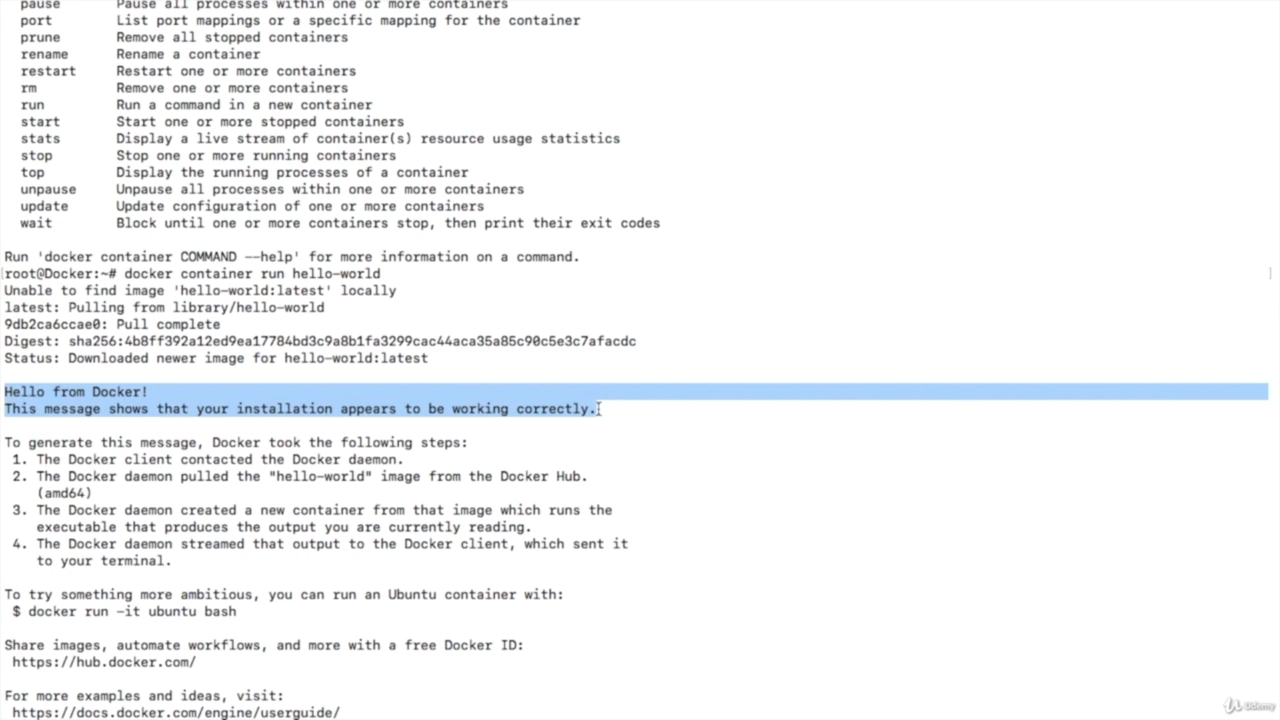 pause       Pause all processes within one or more containers
port        List port mappings or a specific mapping for the container
prune       Remove all stopped containers
rename      Rename a container
restart     Restart one or more containers
rm          Remove one or more containers
run         Run a command in a new container
start       Start one or more stopped containers
stats       Display a live stream of container(s) resource usage statistics
stop        Stop one or more running containers
top         Display the running processes of a container
unpause     Unpause all processes within one or more containers
update      Update configuration of one or more containers
wait        Block until one or more containers stop, then print their exit codes
Run 'docker container COMMAND --help' for more information on a command.
root@Docker:~# docker container run hello-world
Unable to find image 'hello-world:latest' locally
latest: Pulling from library/hello-world
9db2ca6ccae0: Pull complete
Digest: sha256:4b8ff392a12ed9ea17784bd3c9a8b1fa3299cac44aca35a85c90c5e3c7afacdc
Status: Downloaded newer image for hello-world:latest
Hello from Docker!
This message shows that your installation appears to be working correctly.
To generate this message, Docker took the following steps:
1. The Docker client contacted the Docker daemon.
2. The Docker daemon pulled the "hello-world" image from the Docker Hub.
(amd64)
3. The Docker daemon created a new container from that image which runs the
executable that produces the output you are currently reading.
4. The Docker daemon streamed that output to the Docker client, which sent it
to your terminal.
To try something more ambitious, you can run an Ubuntu container with:
$ docker run -it ubuntu bash
Share images, automate workflows, and more with a free Docker ID:
https://hub.docker.com/
For more examples and ideas, visit:
https://docs.docker.com/engine/userguide/
Udemy